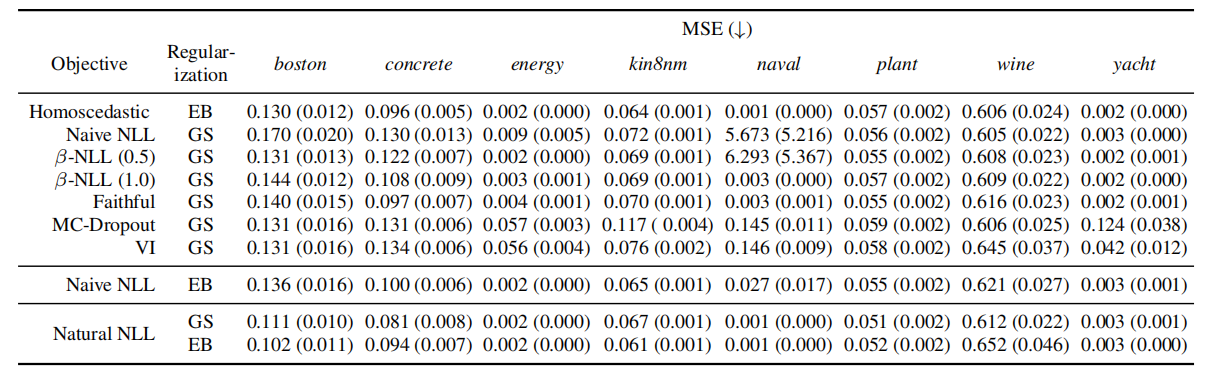 MSE (↓)
Objective Regular-ization boston concrete energy kin8nm naval plant wine yacht
Homoscedastic EB 0.130 (0.012) 0.096 (0.005) 0.002 (0.000) 0.064 (0.001) 0.001 (0.000) 0.057 (0.002) 0.606 (0.024) 0.002 (0.000)
Naive NLL GS 0.170 (0.020) 0.130 (0.013) 0.009 (0.005) 0.072 (0.001) 5.673 (5.216) 0.056 (0.002) 0.605 (0.022) 0.003 (0.000)
β-NLL (0.5) GS 0.131 (0.013) 0.122 (0.007) 0.002 (0.000) 0.069 (0.001) 6.293 (5.367) 0.055 (0.002) 0.608 (0.023) 0.002 (0.001)
β-NLL (1.0) GS 0.144 (0.012) 0.108 (0.009) 0.003 (0.001) 0.069 (0.001) 0.003 (0.000) 0.057 (0.002) 0.609 (0.022) 0.002 (0.000)
Faithful GS 0.140 (0.015) 0.097 (0.007) 0.004 (0.001) 0.070 (0.001) 0.003 (0.001) 0.055 (0.002) 0.616 (0.023) 0.002 (0.001)
MC-Dropout GS 0.131 (0.016) 0.131 (0.006) 0.057 (0.003) 0.117 ( 0.004) 0.145 (0.011) 0.059 (0.002) 0.606 (0.025) 0.124 (0.038)
VI GS 0.131 (0.016) 0.134 (0.006) 0.056 (0.004) 0.076 (0.002) 0.146 (0.009) 0.058 (0.002) 0.645 (0.037) 0.042 (0.012)
Naive NLL EB 0.136 (0.016) 0.100 (0.006) 0.002 (0.000) 0.065 (0.001) 0.027 (0.017) 0.055 (0.002) 0.621 (0.027) 0.003 (0.001)
Natural NLL GS 0.111 (0.010) 0.081 (0.008) 0.002 (0.000) 0.067 (0.001) 0.001 (0.000) 0.051 (0.002) 0.612 (0.022) 0.003 (0.001)
EB 0.102 (0.011) 0.094 (0.007) 0.002 (0.000) 0.061 (0.001) 0.001 (0.000) 0.052 (0.002) 0.652 (0.046) 0.003 (0.000)